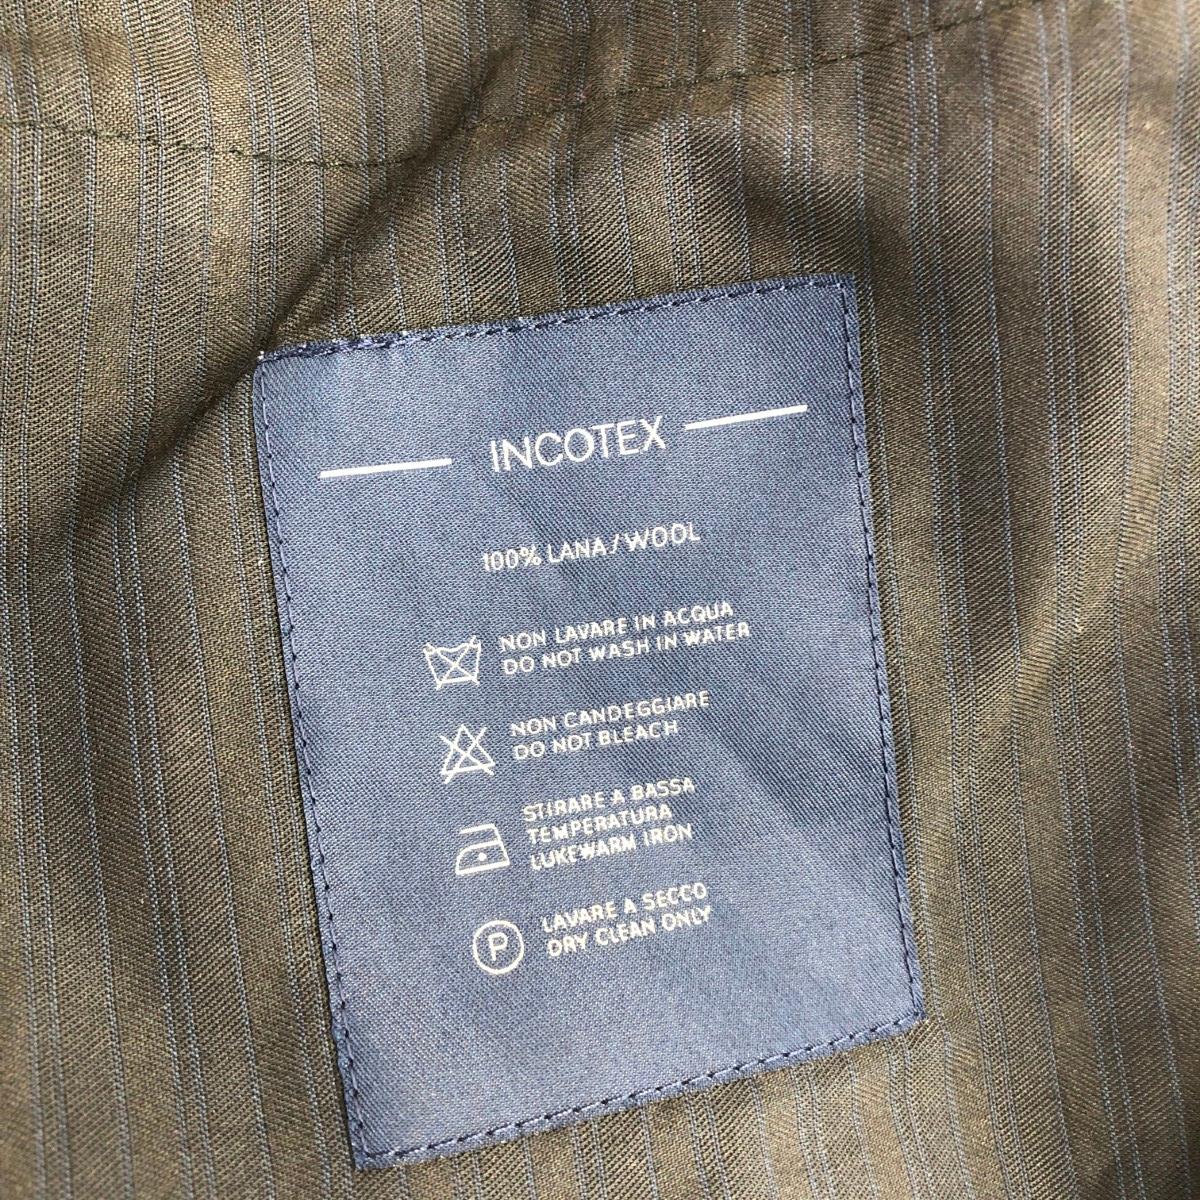 INCOTEX
100% LANA/WOOL
NON LAVARE IN ACQUA
DO NOT WASH IN WATER
NON CANDEGGIARE
DO NOT BLEACH
STIRARE A BASSA
TEMPERATURA
LUKEWARM IRON
P
LAVARE A SECCO
DRY CLEAN ONLY